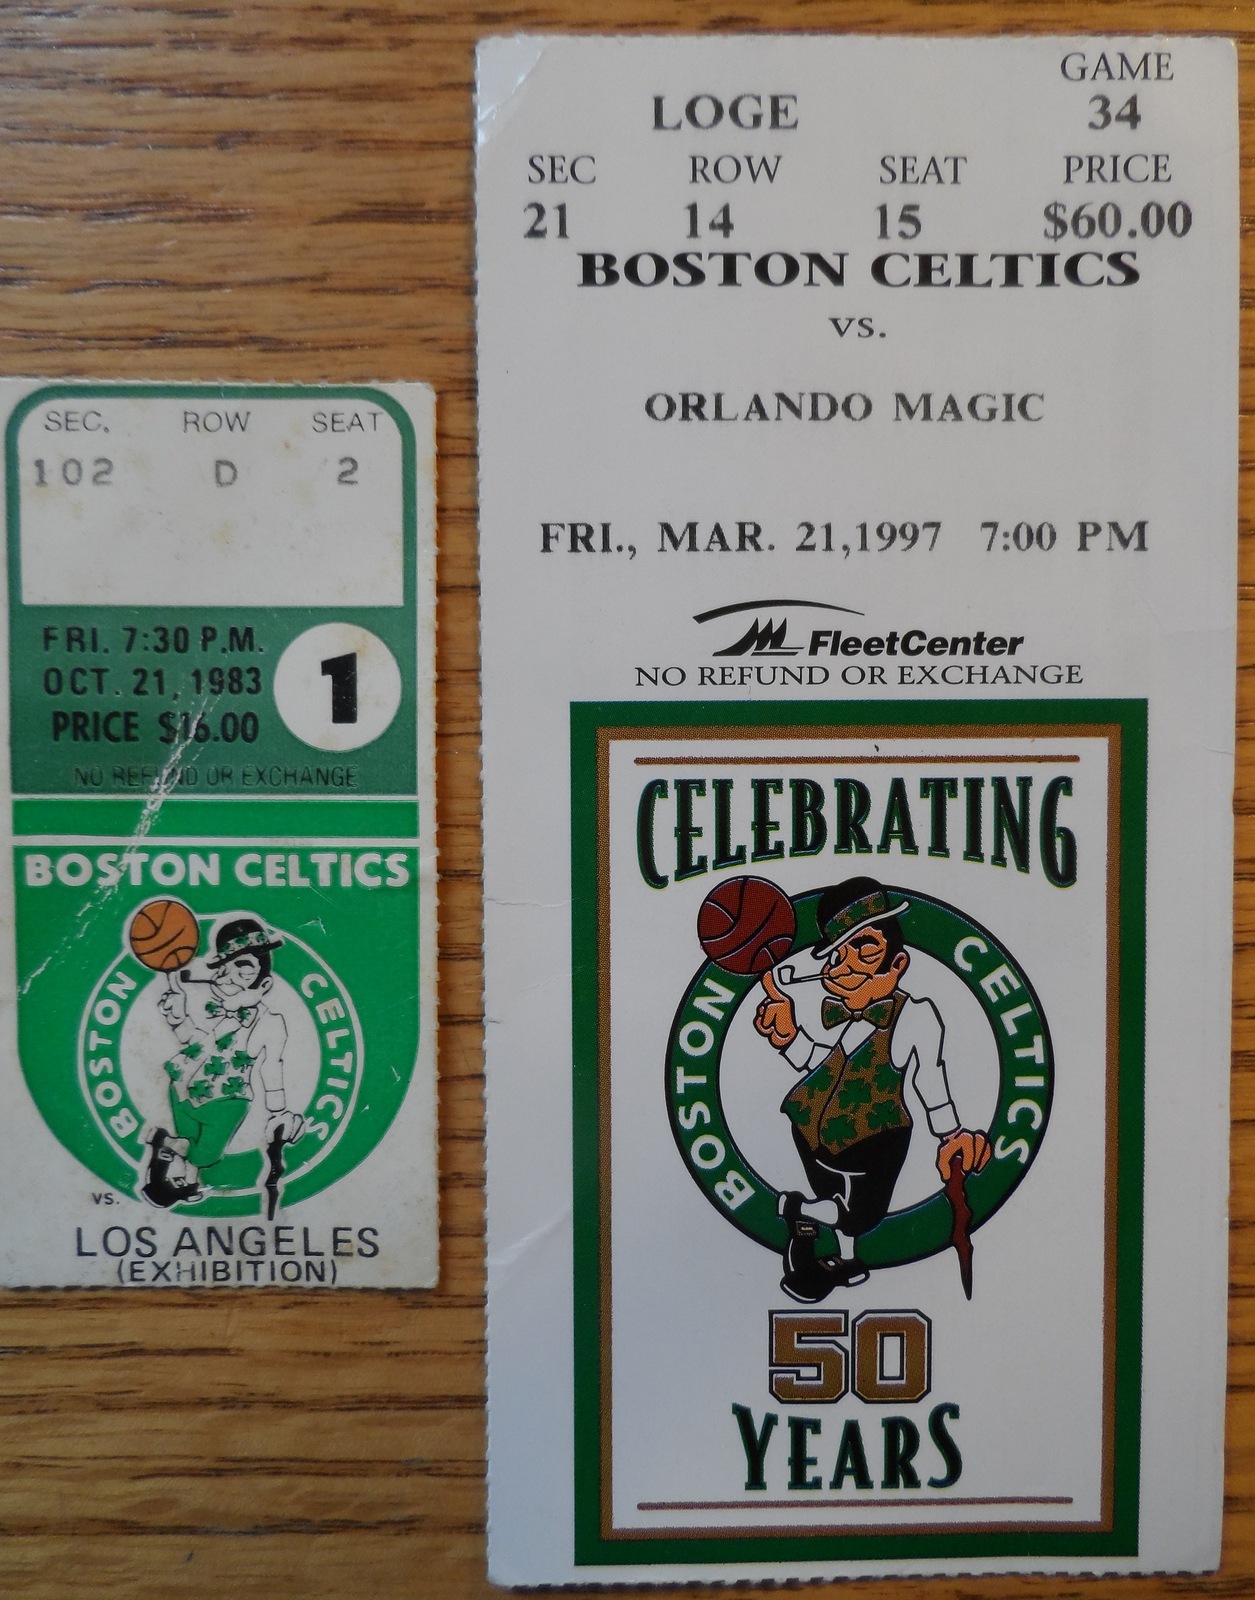 SEC. ROW SEAT
102 D 2
FRI. 7:30 P.M.
OCT. 21, 1983
PRICE $16.00
1
NO REFUND OR EXCHANGE
BOSTON CELTICS
BOSTON CELTICS
vs.
LOS ANGELES
(EXHIBITION)
GAME
LOGE 34
SEC ROW SEAT PRICE
21 14 15 $60.00
BOSTON CELTICS
vs.
ORLANDO MAGIC
FRI., MAR. 21,1997 7:00 PM
FleetCenter
NO REFUND OR EXCHANGE
CELEBRATING
BOSTON CELTICS
50
YEARS